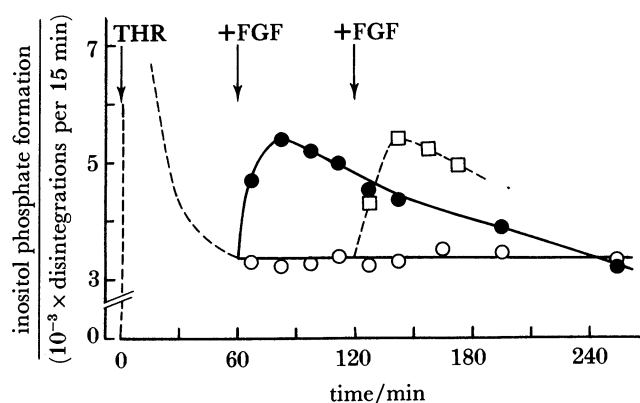 THR
+FGF
+FGF
inositol phosphate formation
(10⁻³ × disintegrations per 15 min)
7
5
3
0
0
60
120
180
240
time/min